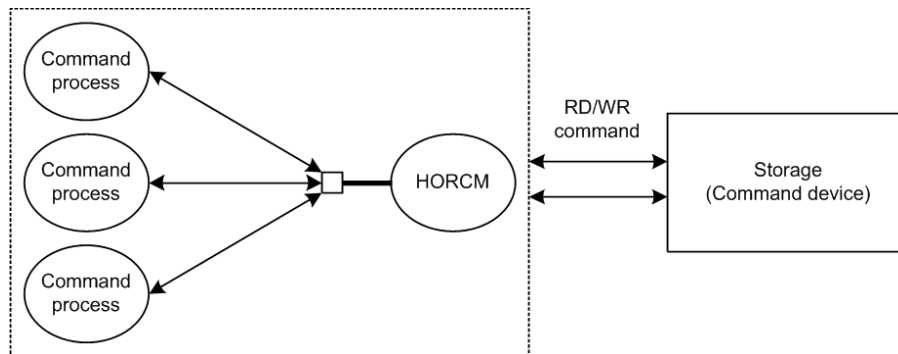 Command
process
Command
process
Command
process
HORCM
RD/WR
command
Storage
(Command device)